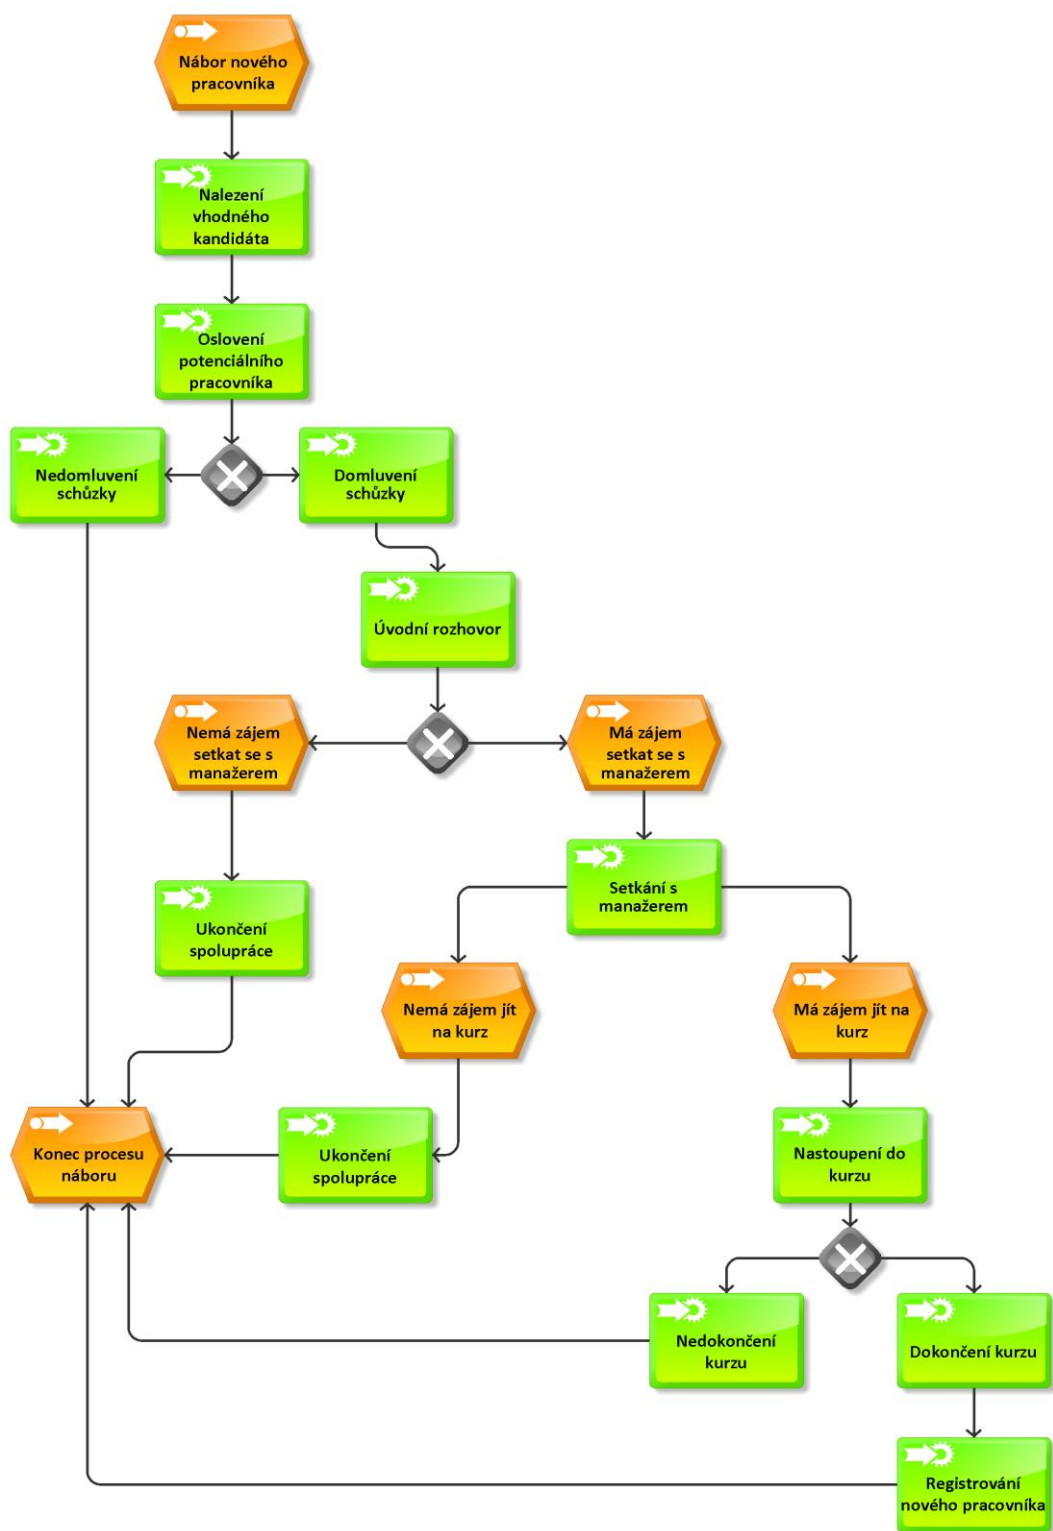 Nábor nového
pracovníka
Nalezení
vhodného
kandidáta
Oslovení
potenciálního
pracovníka
Nedomluvení
schůzky
Domluvení
schůzky
Úvodní rozhovor
Nemá zájem
setkat se s
manažerem
Má zájem
setkat se s
manažerem
Setkání s
manažerem
Ukončení
spolupráce
Nemá zájem jít
na kurz
Má zájem jít na
kurz
Konec procesu
náboru
Ukončení
spolupráce
Nastoupení do
kurzu
Nedokončení
kurzu
Dokončení kurzu
Registrování
nového pracovníka